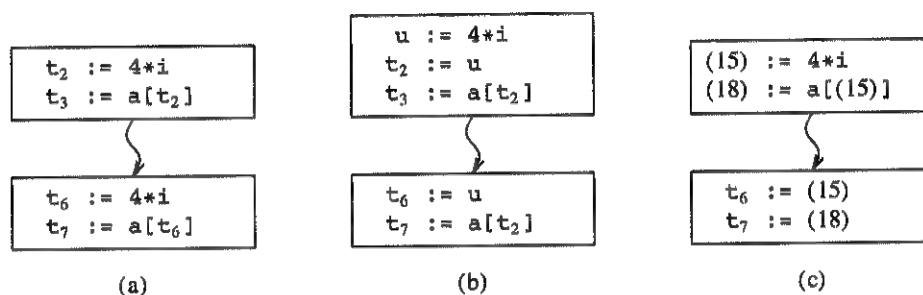 t₂ := 4*i
t₃ := a[t₂]
t₆ := 4*i
t₇ := a[t₆]
(a)
u := 4*i
t₂ := u
t₃ := a[t₂]
t₆ := u
t₇ := a[t₂]
(b)
(15) := 4*i
(18) := a[(15)]
t₆ := (15)
t₇ := (18)
(c)